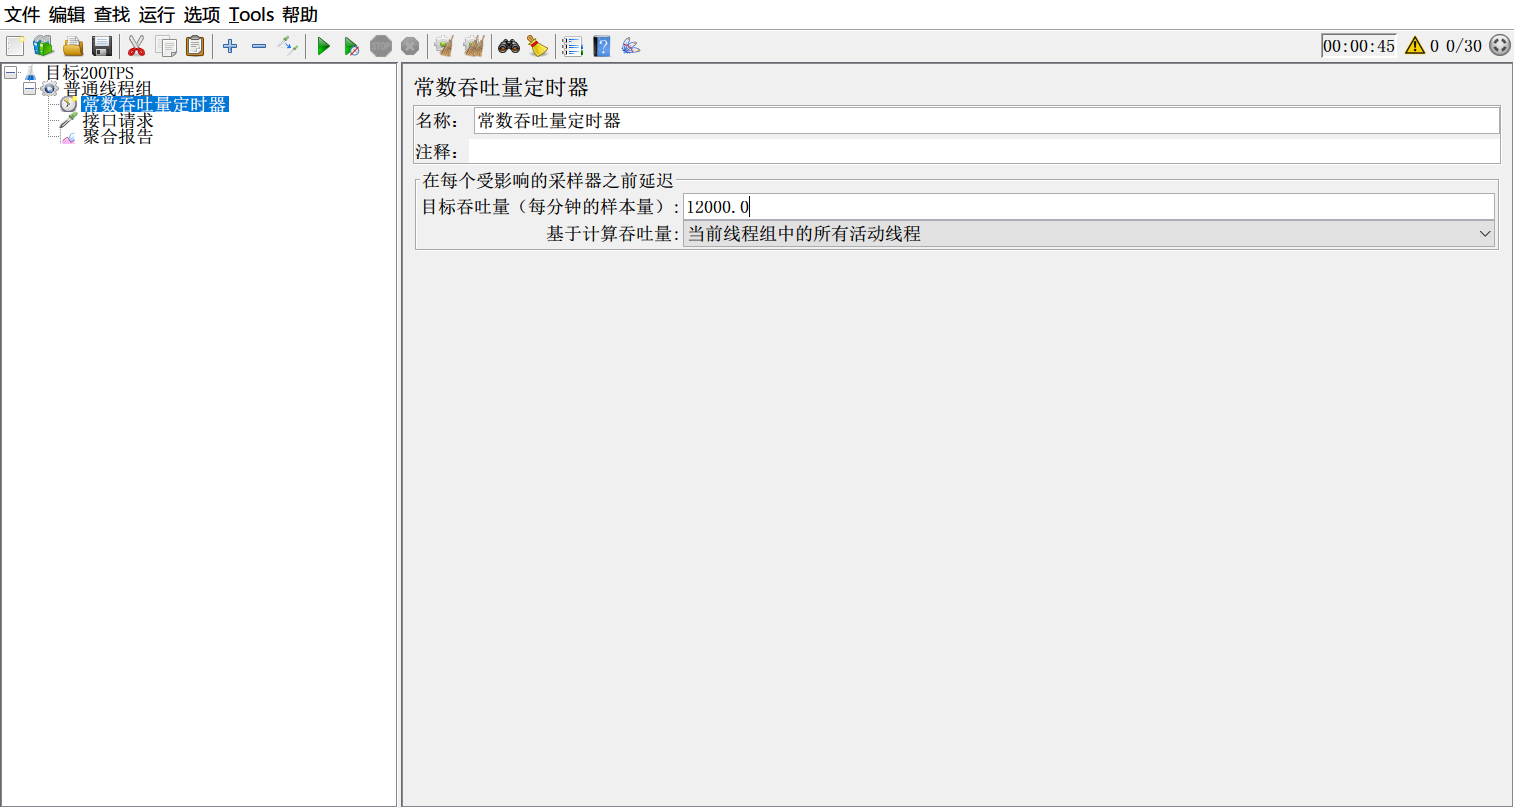 文件 编辑 查找 运行 选项 Tools 帮助
STOP
00:00:45
0 0/30
目标200TPS
普通线程组
常数吞吐量定时器
接口请求
聚合报告
常数吞吐量定时器
名称：
常数吞吐量定时器
注释：
在每个受影响的采样器之前延迟
目标吞吐量（每分钟的样本量）: 12000.0
基于计算吞吐量: 当前线程组中的所有活动线程